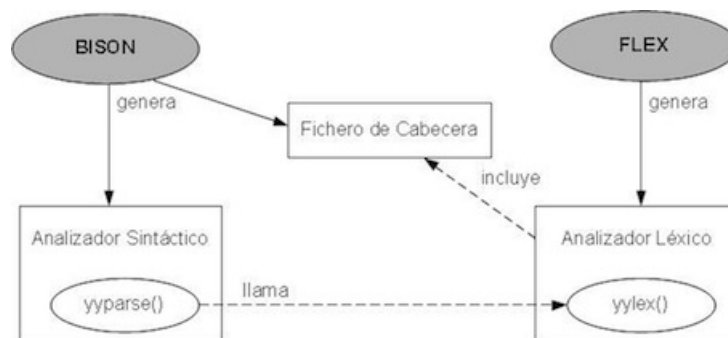 BISON
FLEX
genera
genera
Fichero de Cabecera
incluye
Analizador Sintáctico
Analizador Léxico
llama
yyparse()
yylex()